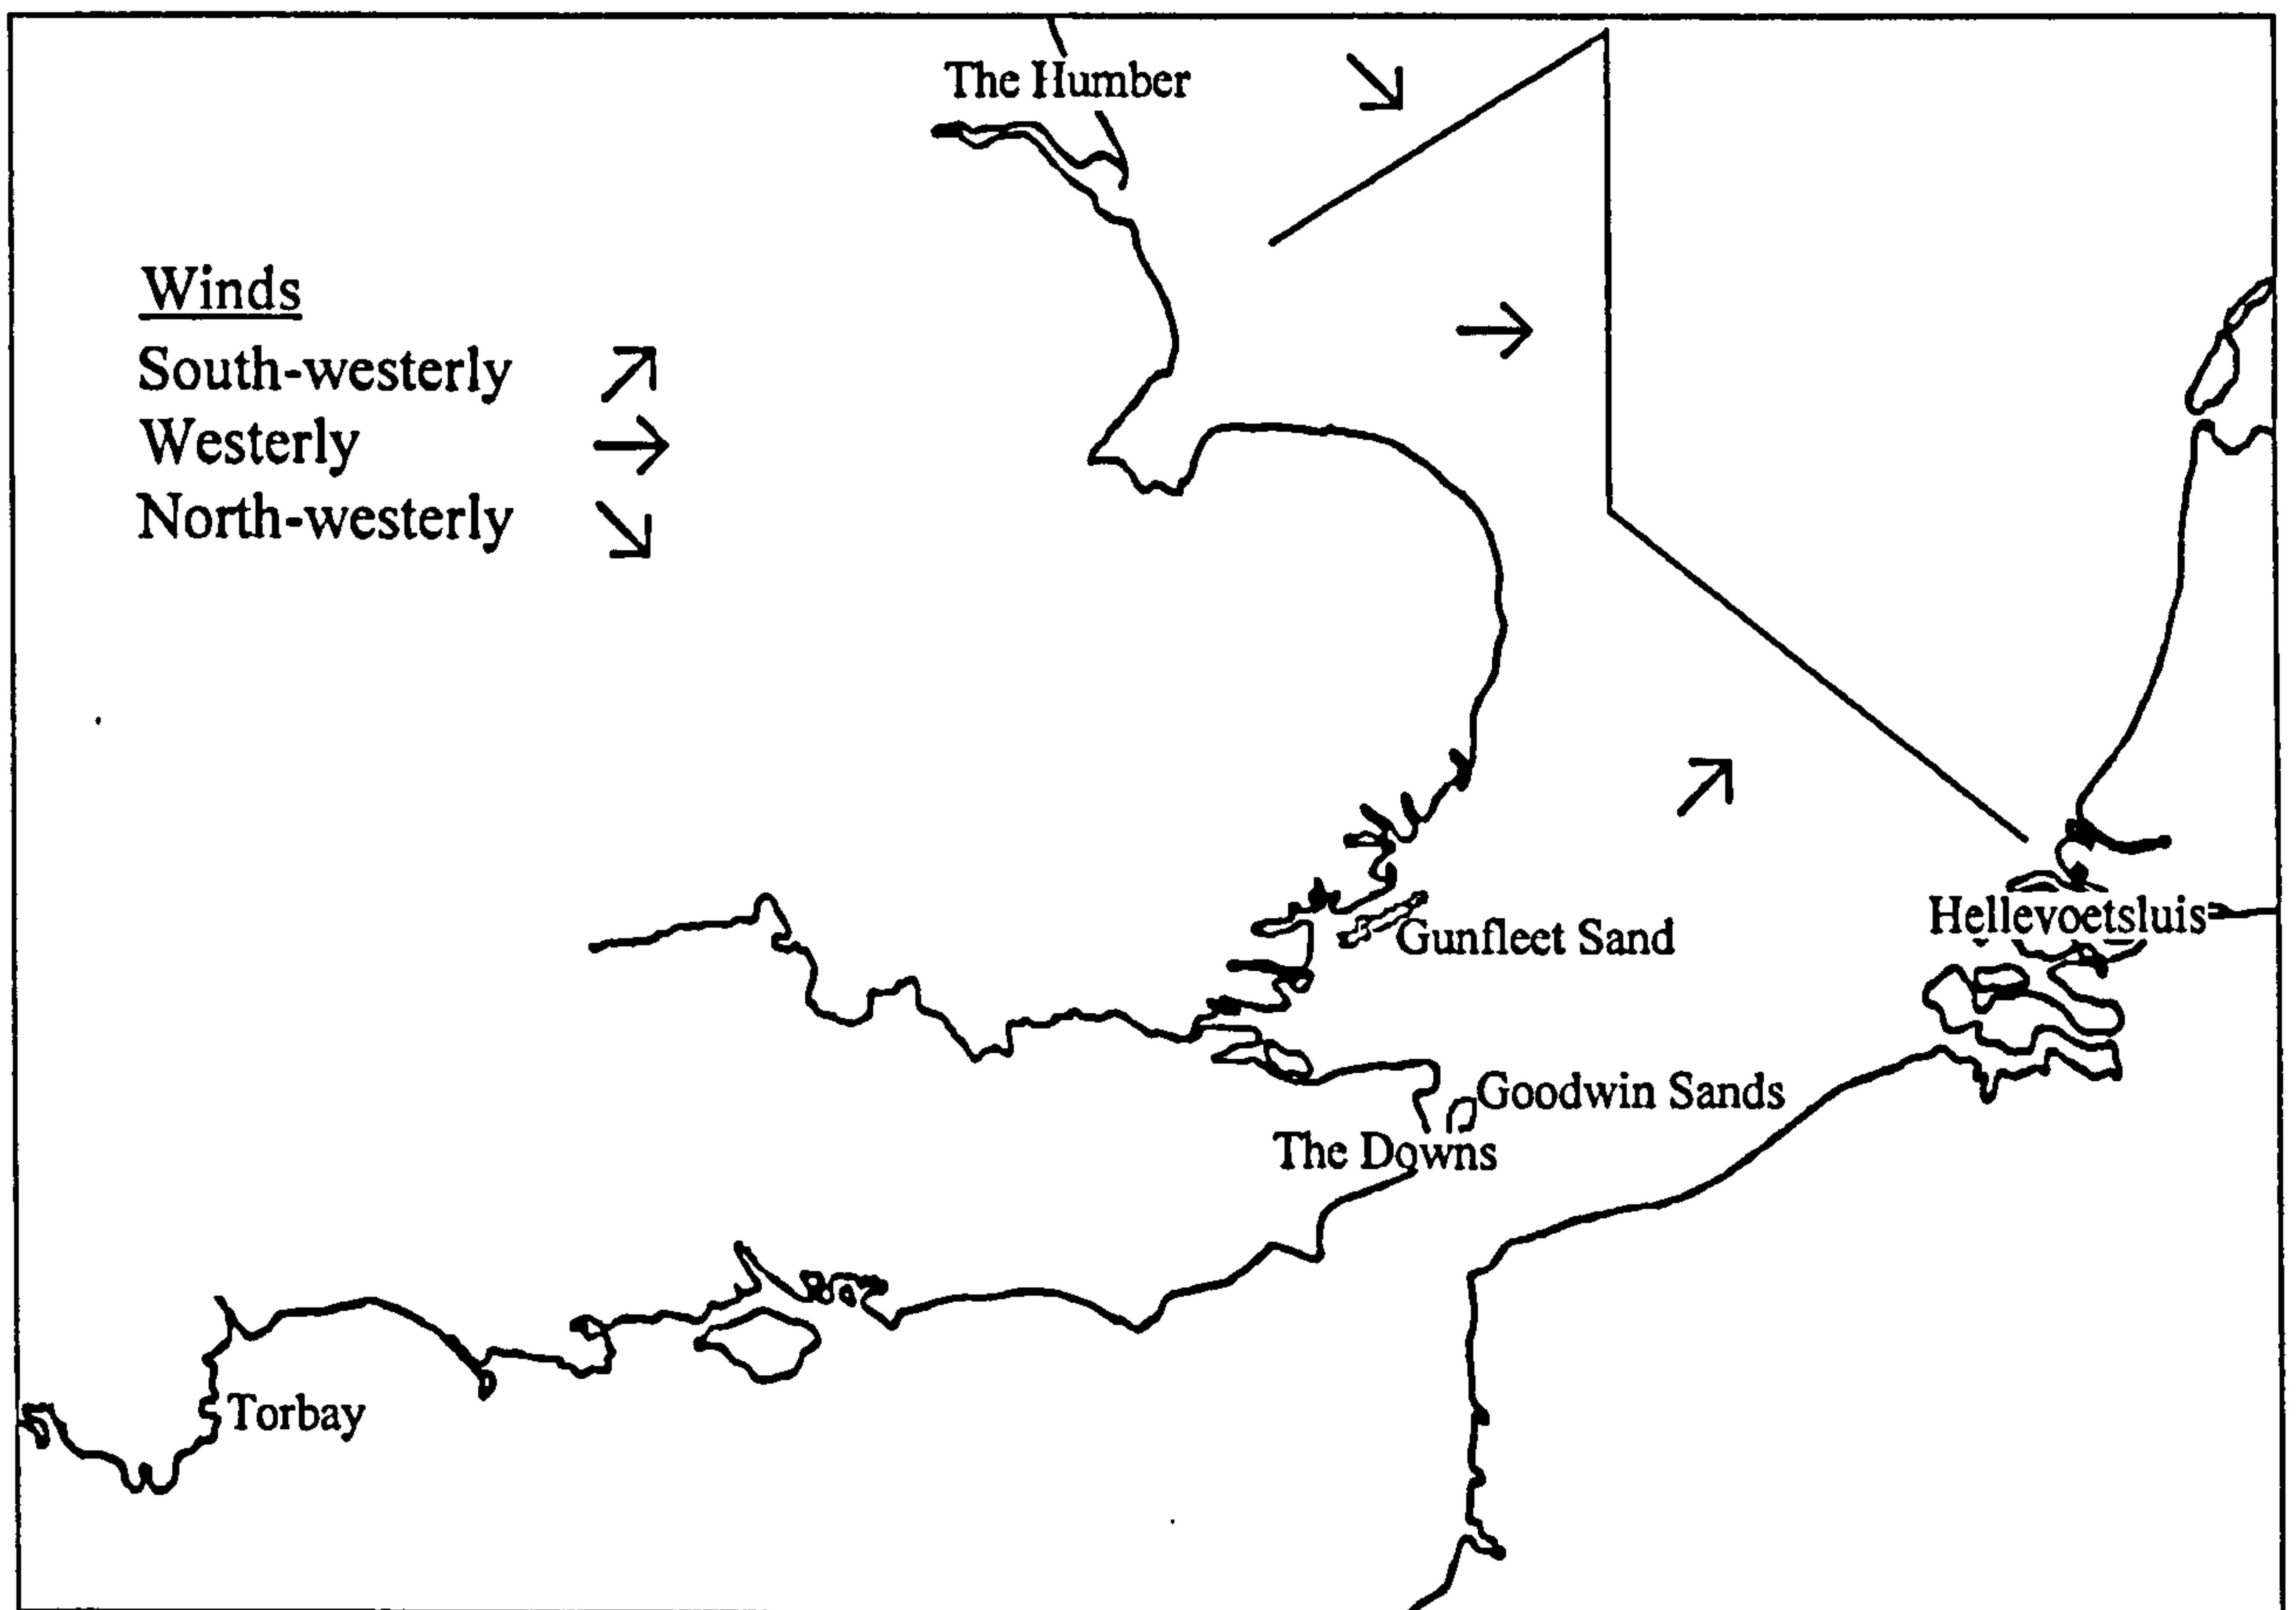 The Humber
Winds
South-westerly
Westerly
North-westerly
Gunfleet Sand
Hellevoetsluis
Goodwin Sands
The Downs
Torbay